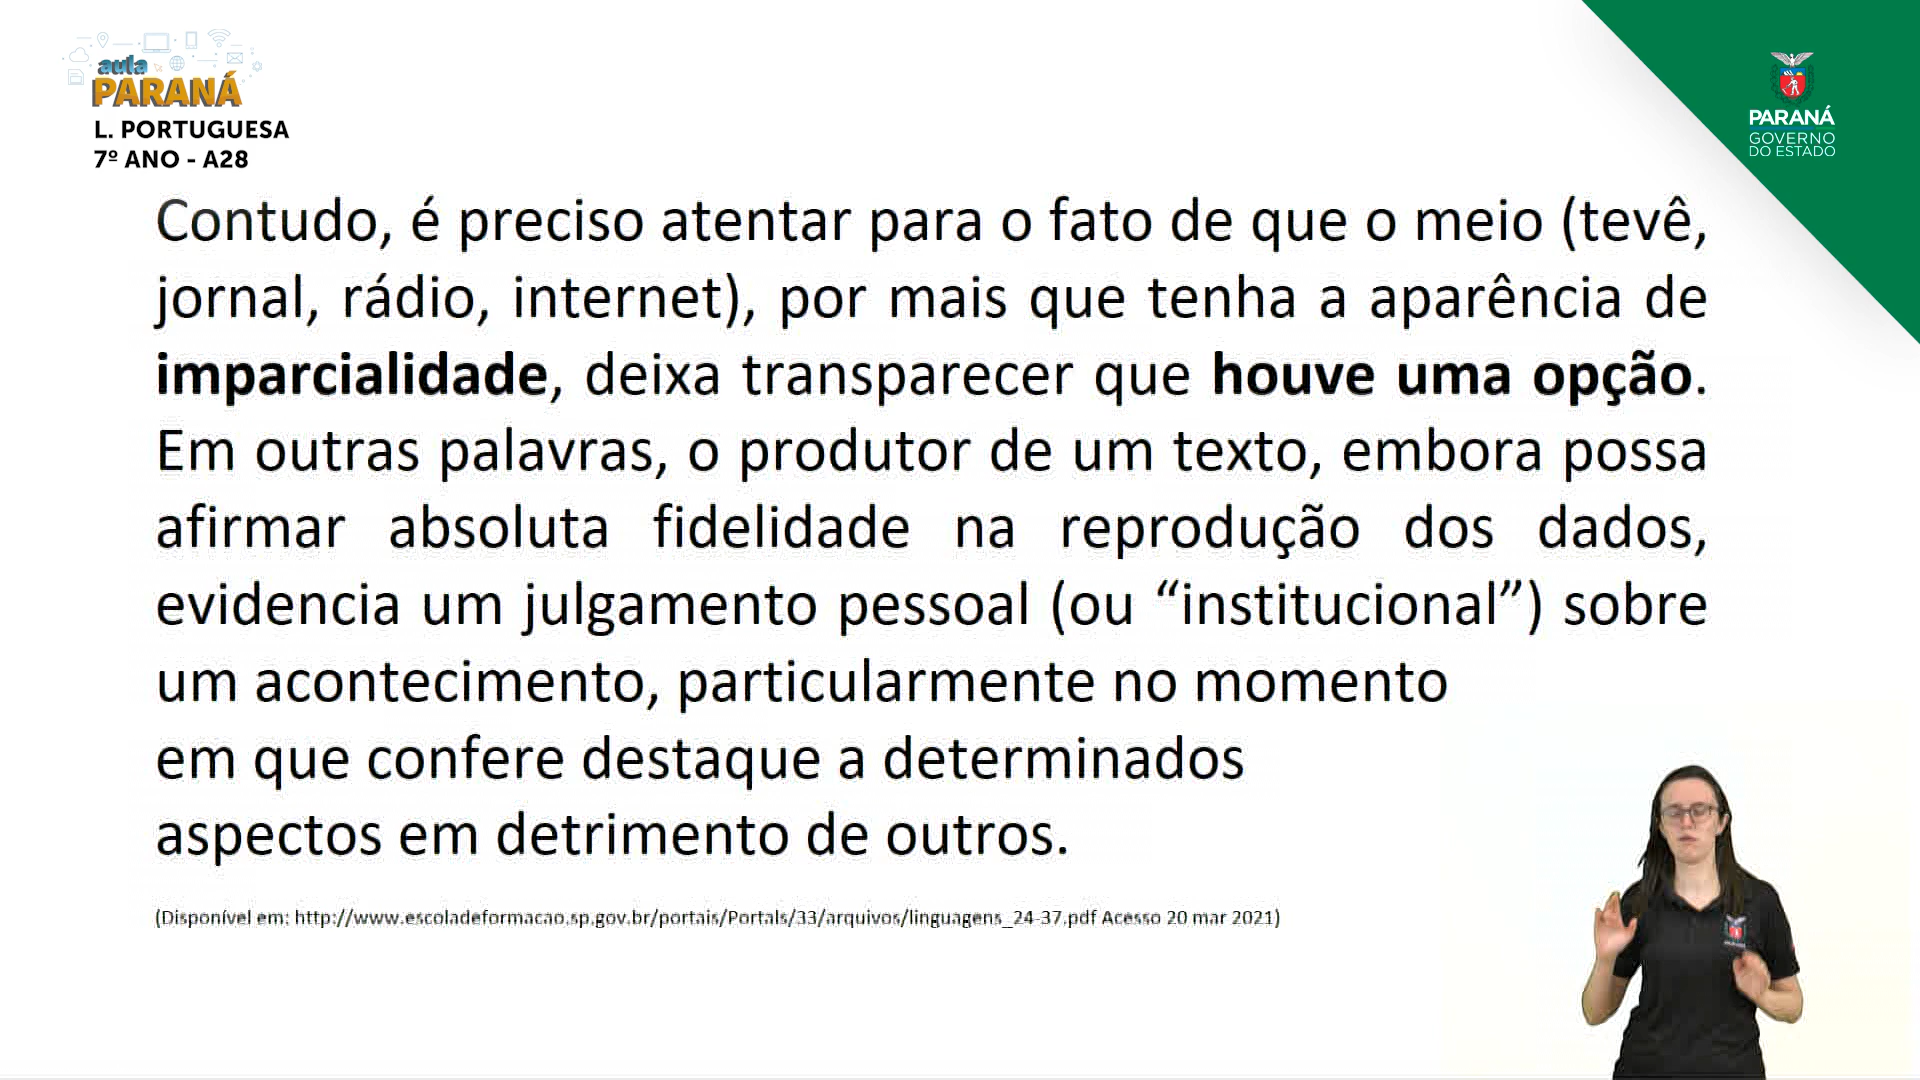 aula
PARANÁ
L. PORTUGUESA
7º ANO - A28
PARANÁ
GOVERNO
DO ESTADO
Contudo, é preciso atentar para o fato de que o meio (tevê,
jornal, rádio, internet), por mais que tenha a aparência de
imparcialidade, deixa transparecer que houve uma opção.
Em outras palavras, o produtor de um texto, embora possa
afirmar absoluta fidelidade na reprodução dos dados,
evidencia um julgamento pessoal (ou “institucional”) sobre
um acontecimento, particularmente no momento
em que confere destaque a determinados
aspectos em detrimento de outros.
(Disponível em: http://www.escoladeformacao.sp.gov.br/portais/Portals/33/arquivos/linguagens_24-37.pdf Acesso 20 mar 2021)